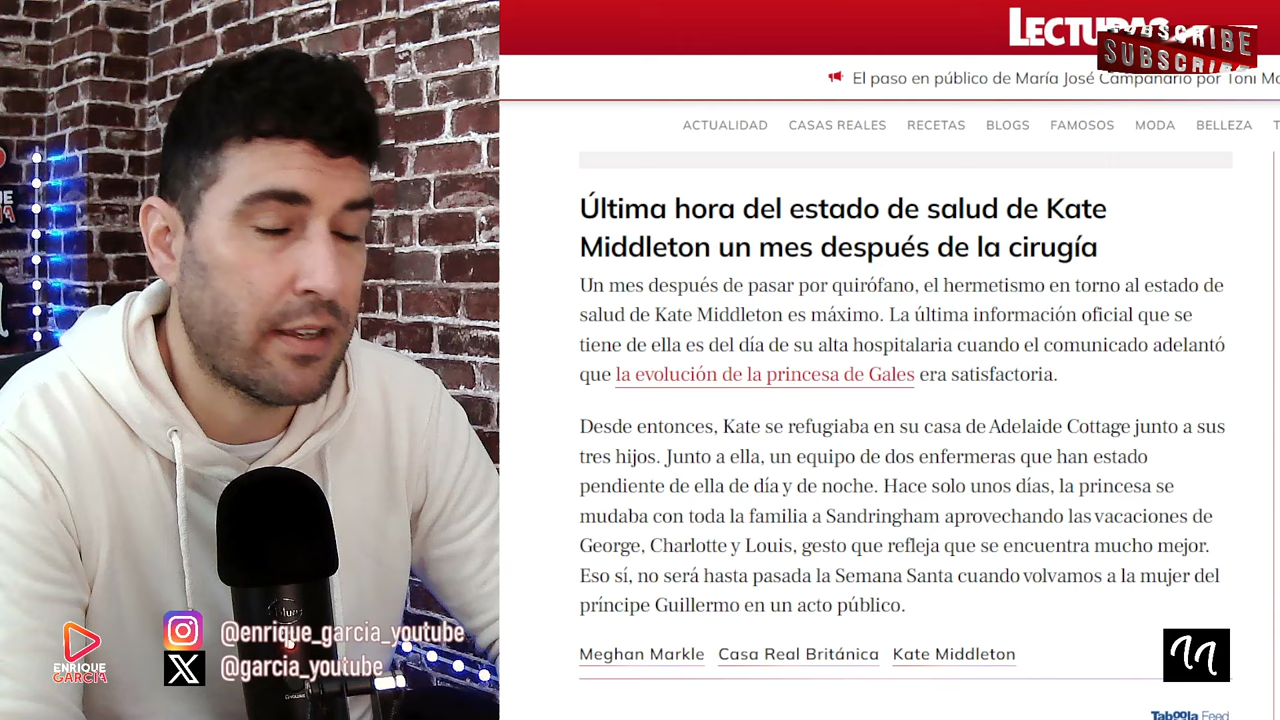 LECTURAS
SUBSCRIBE
SUBSCRIBE
El paso en público de María José Campanario por Toni Mo
ACTUALIDAD CASAS REALES RECETAS BLOGS FAMOSOS MODA BELLEZA T
Última hora del estado de salud de Kate
Middleton un mes después de la cirugía
Un mes después de pasar por quirófano, el hermetismo en torno al estado de
salud de Kate Middleton es máximo. La última información oficial que se
tiene de ella es del día de su alta hospitalaria cuando el comunicado adelantó
que la evolución de la princesa de Gales era satisfactoria.
Desde entonces, Kate se refugiaba en su casa de Adelaide Cottage junto a sus
tres hijos. Junto a ella, un equipo de dos enfermeras que han estado
pendiente de ella de día y de noche. Hace solo unos días, la princesa se
mudaba con toda la familia a Sandringham aprovechando las vacaciones de
George, Charlotte y Louis, gesto que refleja que se encuentra mucho mejor.
Eso sí, no será hasta pasada la Semana Santa cuando volvamos a la mujer del
príncipe Guillermo en un acto público.
Meghan Markle Casa Real Británica Kate Middleton
Taboola Feed
@enrique_garcia_youtube
@garcia_youtube
ENRIQUE
GARCIA